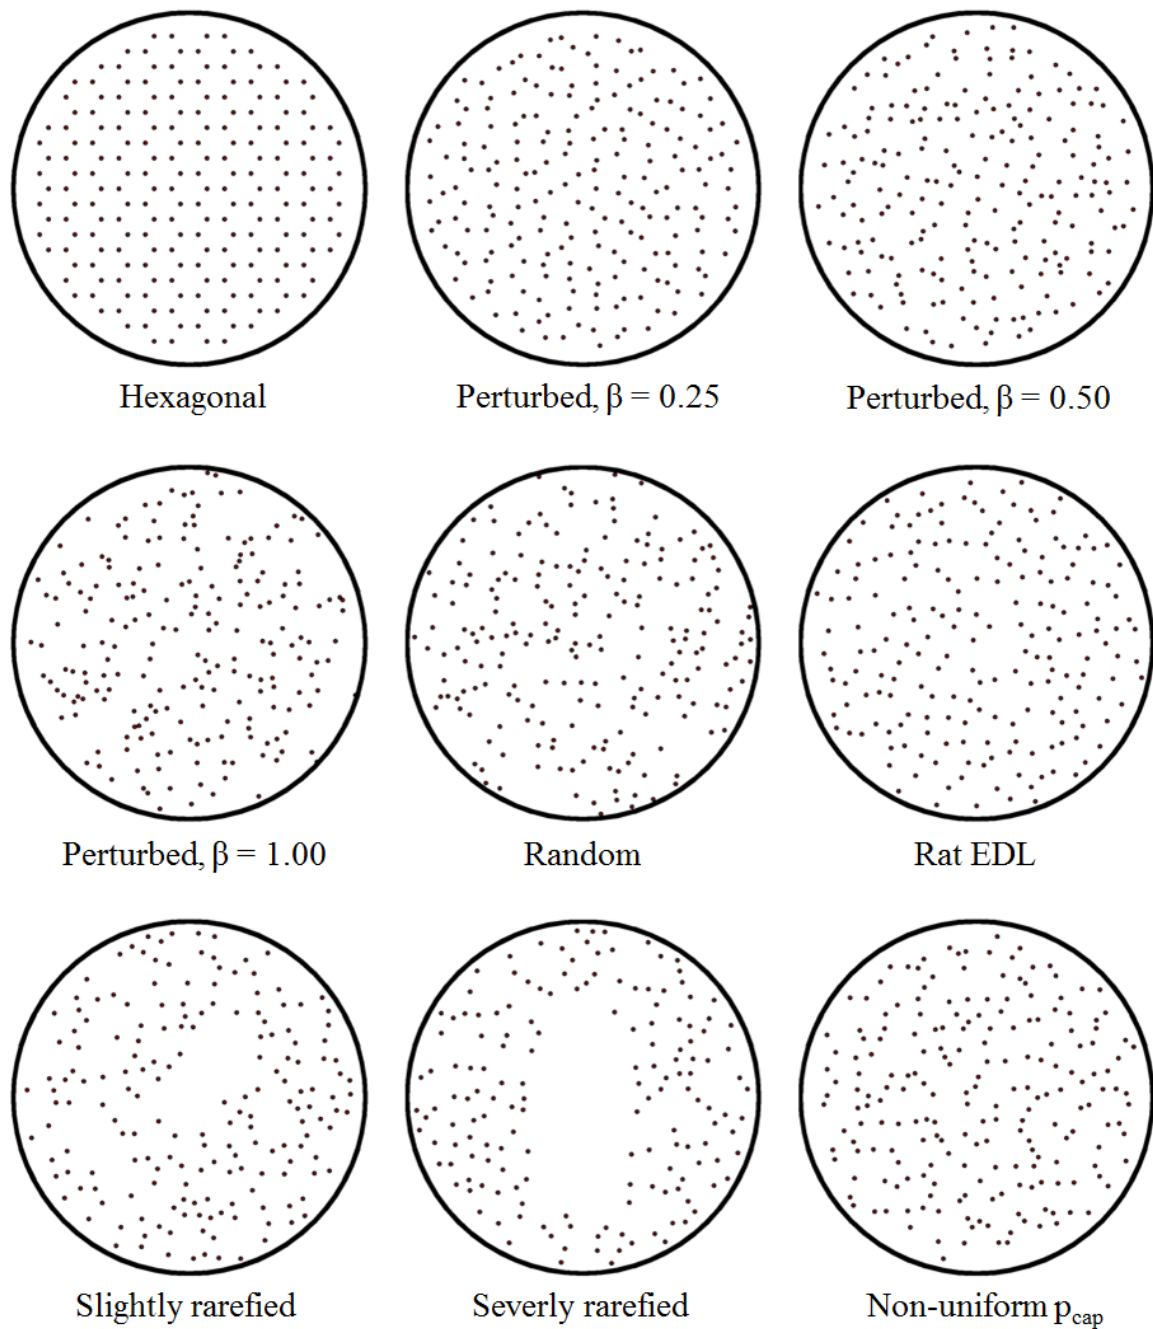 Hexagonal
Perturbed, β = 0.25
Perturbed, β = 0.50
Perturbed, β = 1.00
Random
Rat EDL
Slightly rarefied
Severly rarefied
Non-uniform pcap